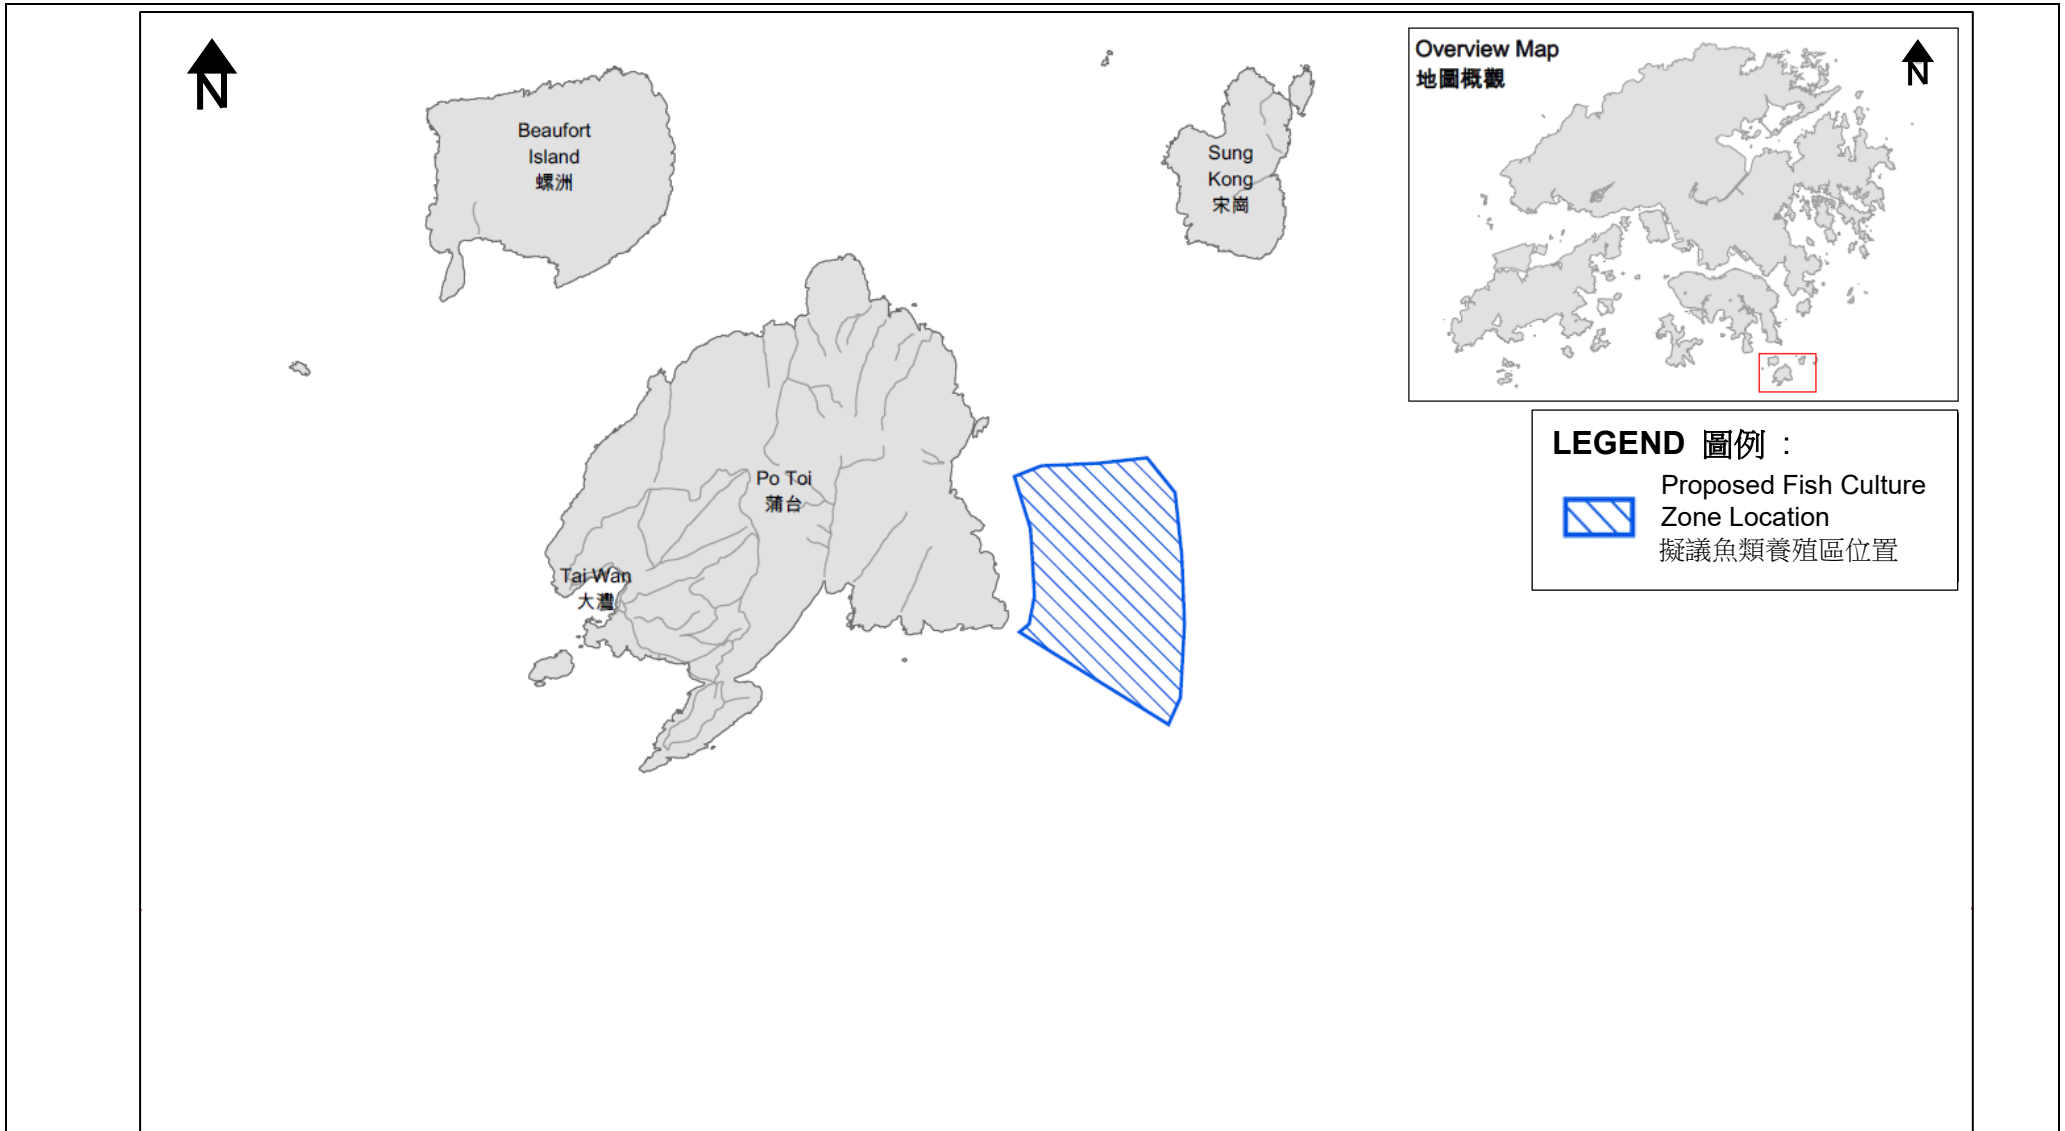 N
Beaufort
Island
螺洲
Sung
Kong
宋崗
Po Toi
蒲台
Tai Wan
大灣
Overview Map
地圖概觀
N
LEGEND 圖例 :
Proposed Fish Culture
Zone Location
擬議魚類養殖區位置